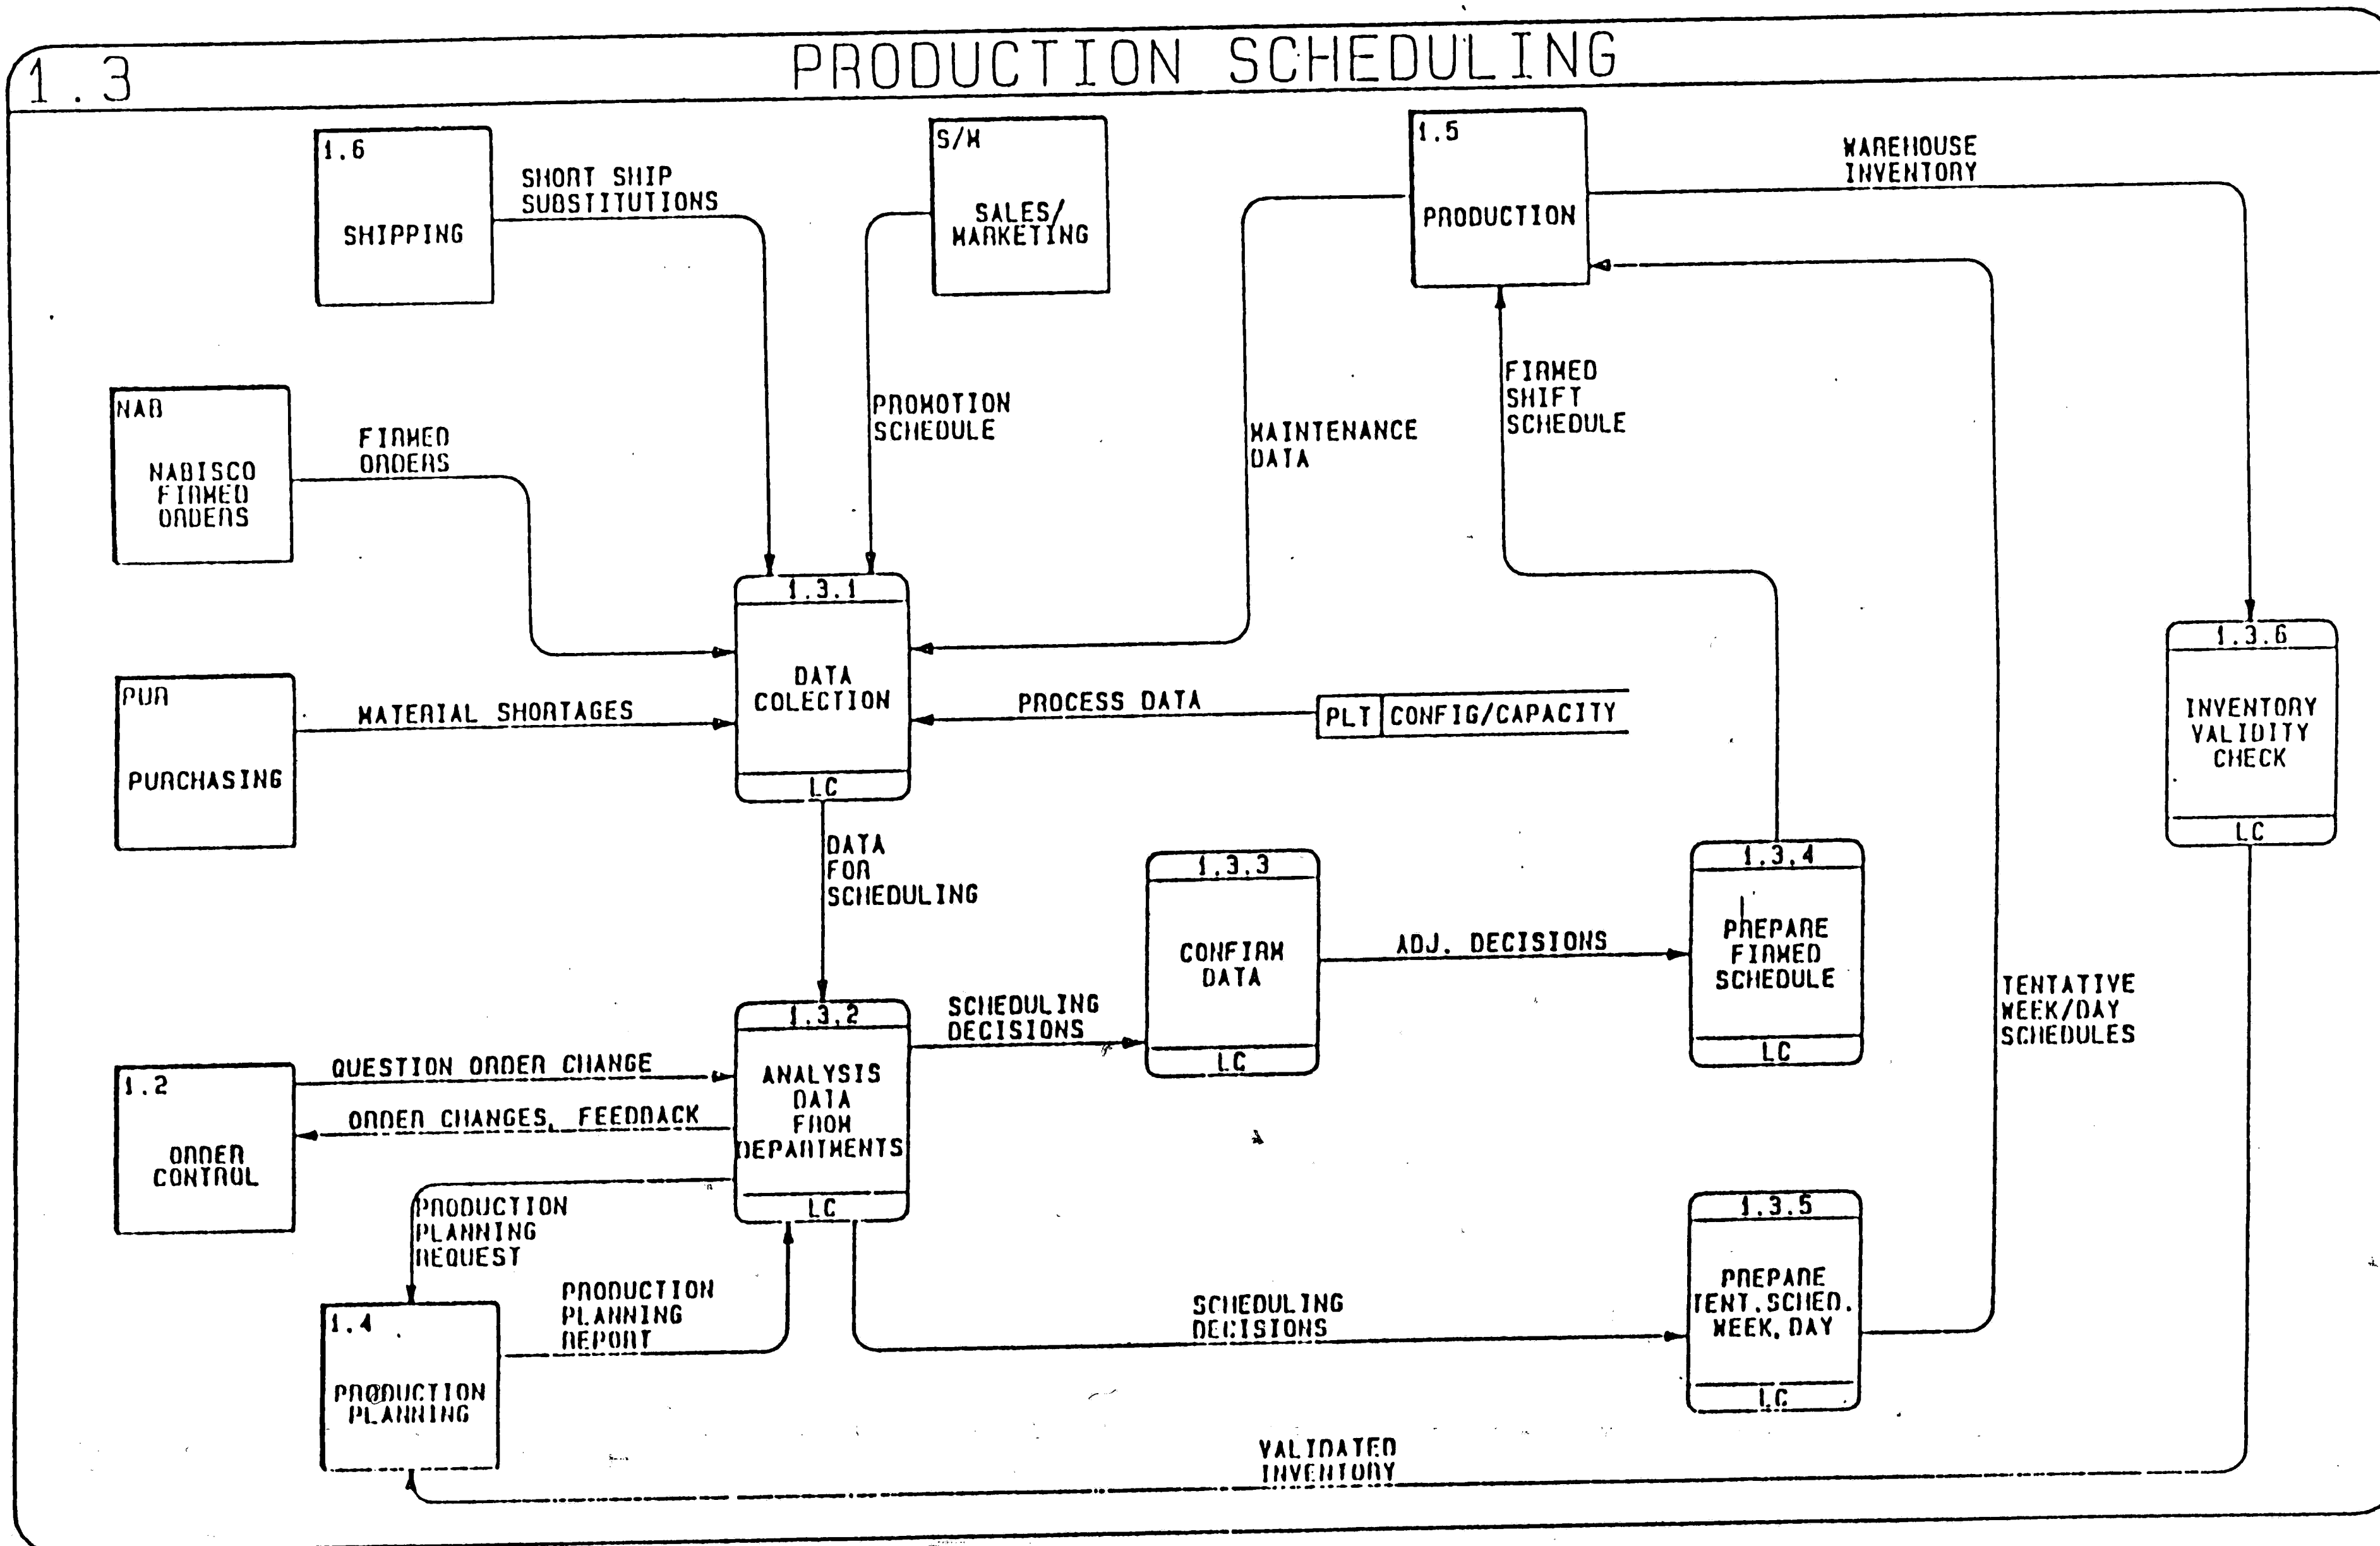 1.3
PRODUCTION SCHEDULING
1.6
SHIPPING
SHORT SHIP
SUBSTITUTIONS
S/M
SALES/
MARKETING
1.5
PRODUCTION
WAREHOUSE
INVENTORY
NAB
NABISCO
FIRMED
ORDERS
FIRMED
ORDERS
PROMOTION
SCHEDULE
MAINTENANCE
DATA
FIRMED
SHIFT
SCHEDULE
PUR
PURCHASING
MATERIAL SHORTAGES
1.3.1
DATA
COLECTION
LC
PROCESS DATA
PLT
CONFIG/CAPACITY
1.3.6
INVENTORY
VALIDITY
CHECK
LC
DATA
FOR
SCHEDULING
1.3.3
CONFIRM
DATA
LC
ADJ. DECISIONS
1.3.4
PREPARE
FIRMED
SCHEDULE
LC
TENTATIVE
WEEK/DAY
SCHEDULES
1.2
ORDER
CONTROL
QUESTION ORDER CHANGE
ORDER CHANGES, FEEDBACK
1.3.2
ANALYSIS
DATA
FROM
DEPARTMENTS
LC
SCHEDULING
DECISIONS
PRODUCTION
PLANNING
REQUEST
1.4
PRODUCTION
PLANNING
PRODUCTION
PLANNING
REPORT
SCHEDULING
DECISIONS
1.3.5
PREPARE
TENT.SCHED.
WEEK,DAY
LC
VALIDATED
INVENTORY